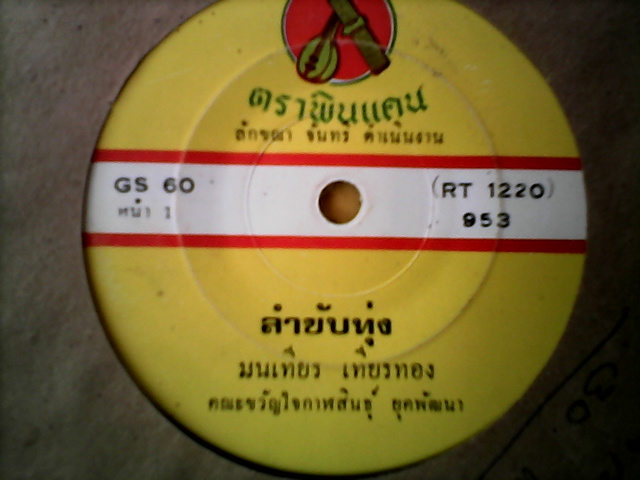 ตราพิณแคน
ลักขณา จันทร์ ดำเนินงาน
GS 60
(RT 1220)
หน้า 1
953
ลำขับทุ่ง
มนเทียร เทียรทอง
คณะขวัญใจกาฬสินธุ์ ยุคพัฒนา